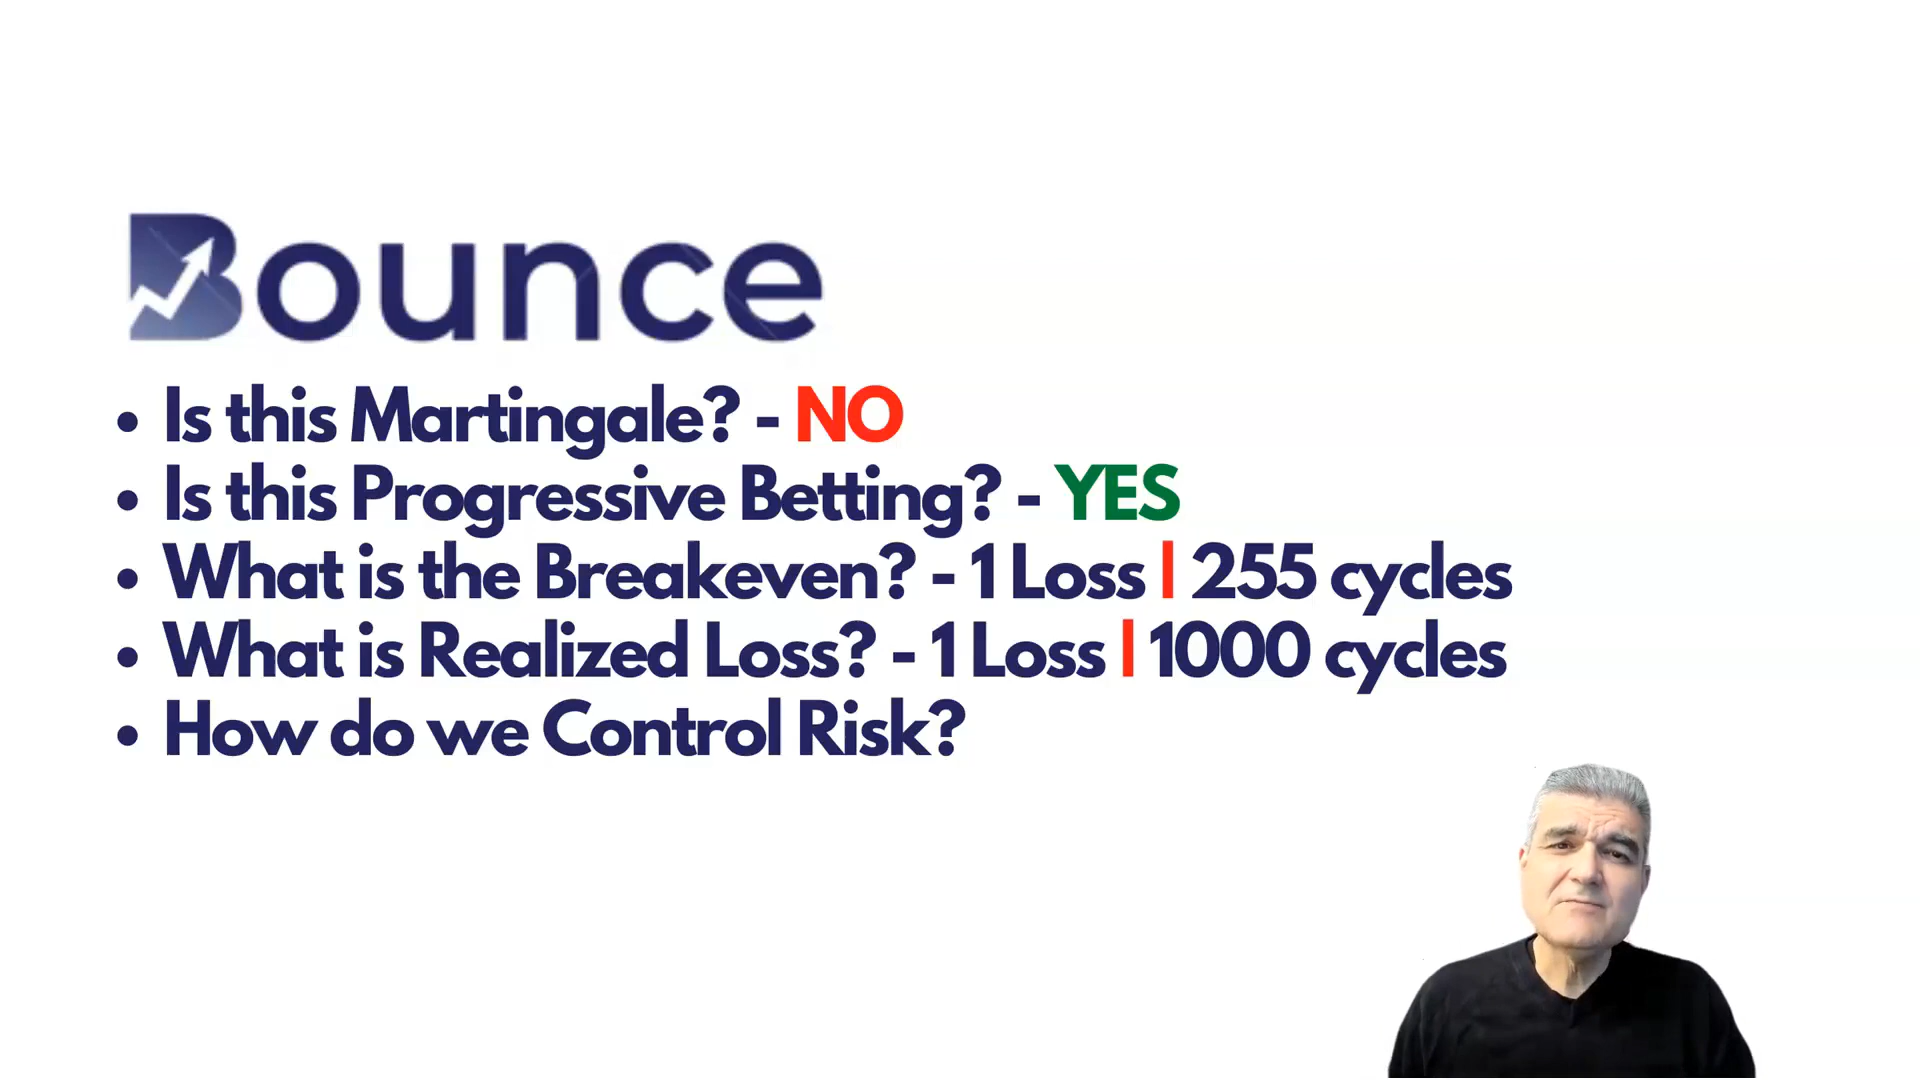 Bounce
• Is this Martingale? - NO
• Is this Progressive Betting? - YES
• What is the Breakeven? - 1 Loss | 255 cycles
• What is Realized Loss? - 1 Loss | 1000 cycles
• How do we Control Risk?